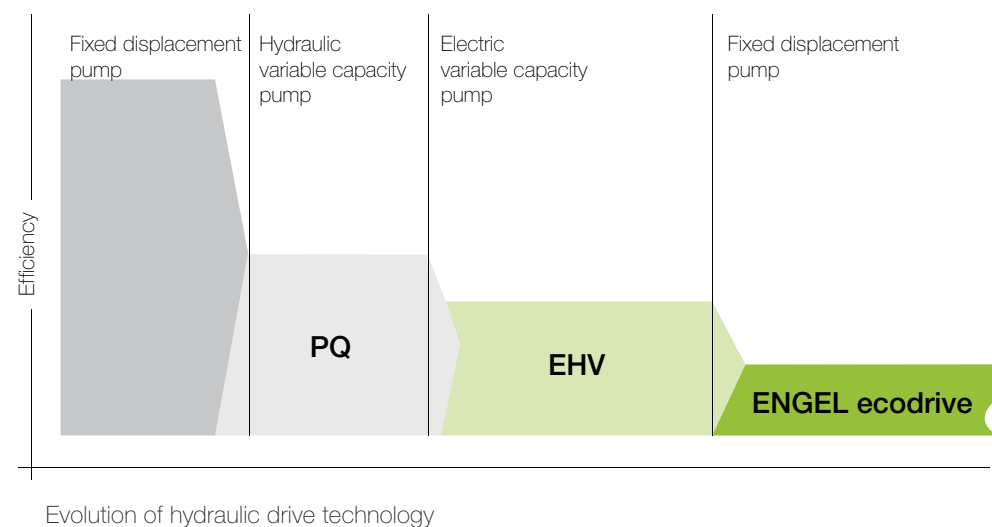 Fixed displacement
pump
Hydraulic
variable capacity
pump
Electric
variable capacity
pump
Fixed displacement
pump
Efficiency
PQ
EHV
ENGEL ecodrive
Evolution of hydraulic drive technology